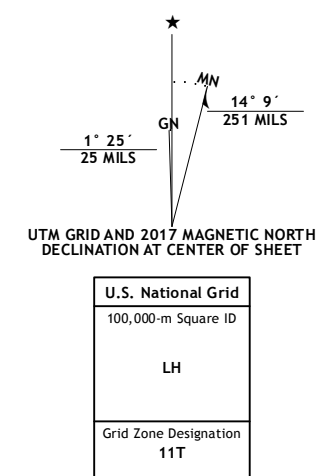 ★
MN
GN
14° 9´
251 MILS
1° 25´
25 MILS
UTM GRID AND 2017 MAGNETIC NORTH
DECLINATION AT CENTER OF SHEET
U.S. National Grid
100,000-m Square ID
LH
Grid Zone Designation
11T